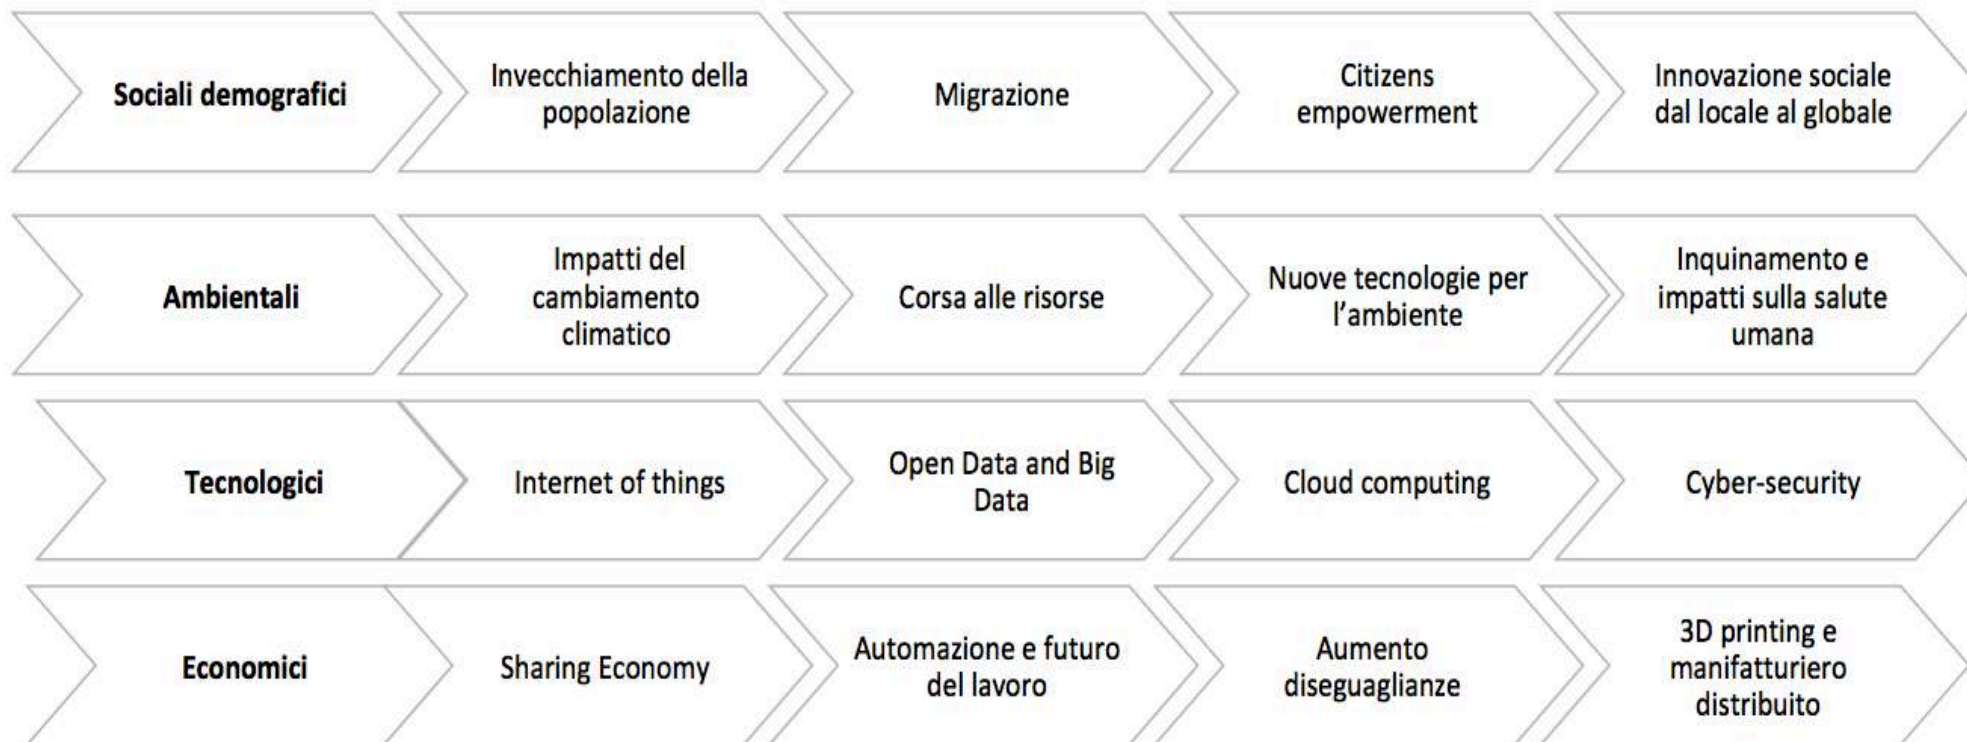 Sociali demografici
Invecchiamento della
popolazione
Migrazione
Citizens
empowerment
Innovazione sociale
dal locale al globale
Ambientali
Impatti del
cambiamento
climatico
Corsa alle risorse
Nuove tecnologie per
l'ambiente
Inquinamento e
impatti sulla salute
umana
Tecnologici
Internet of things
Open Data and Big
Data
Cloud computing
Cyber-security
Economici
Sharing Economy
Automazione e futuro
del lavoro
Aumento
diseguaglianze
3D printing e
manifatturiero
distribuito